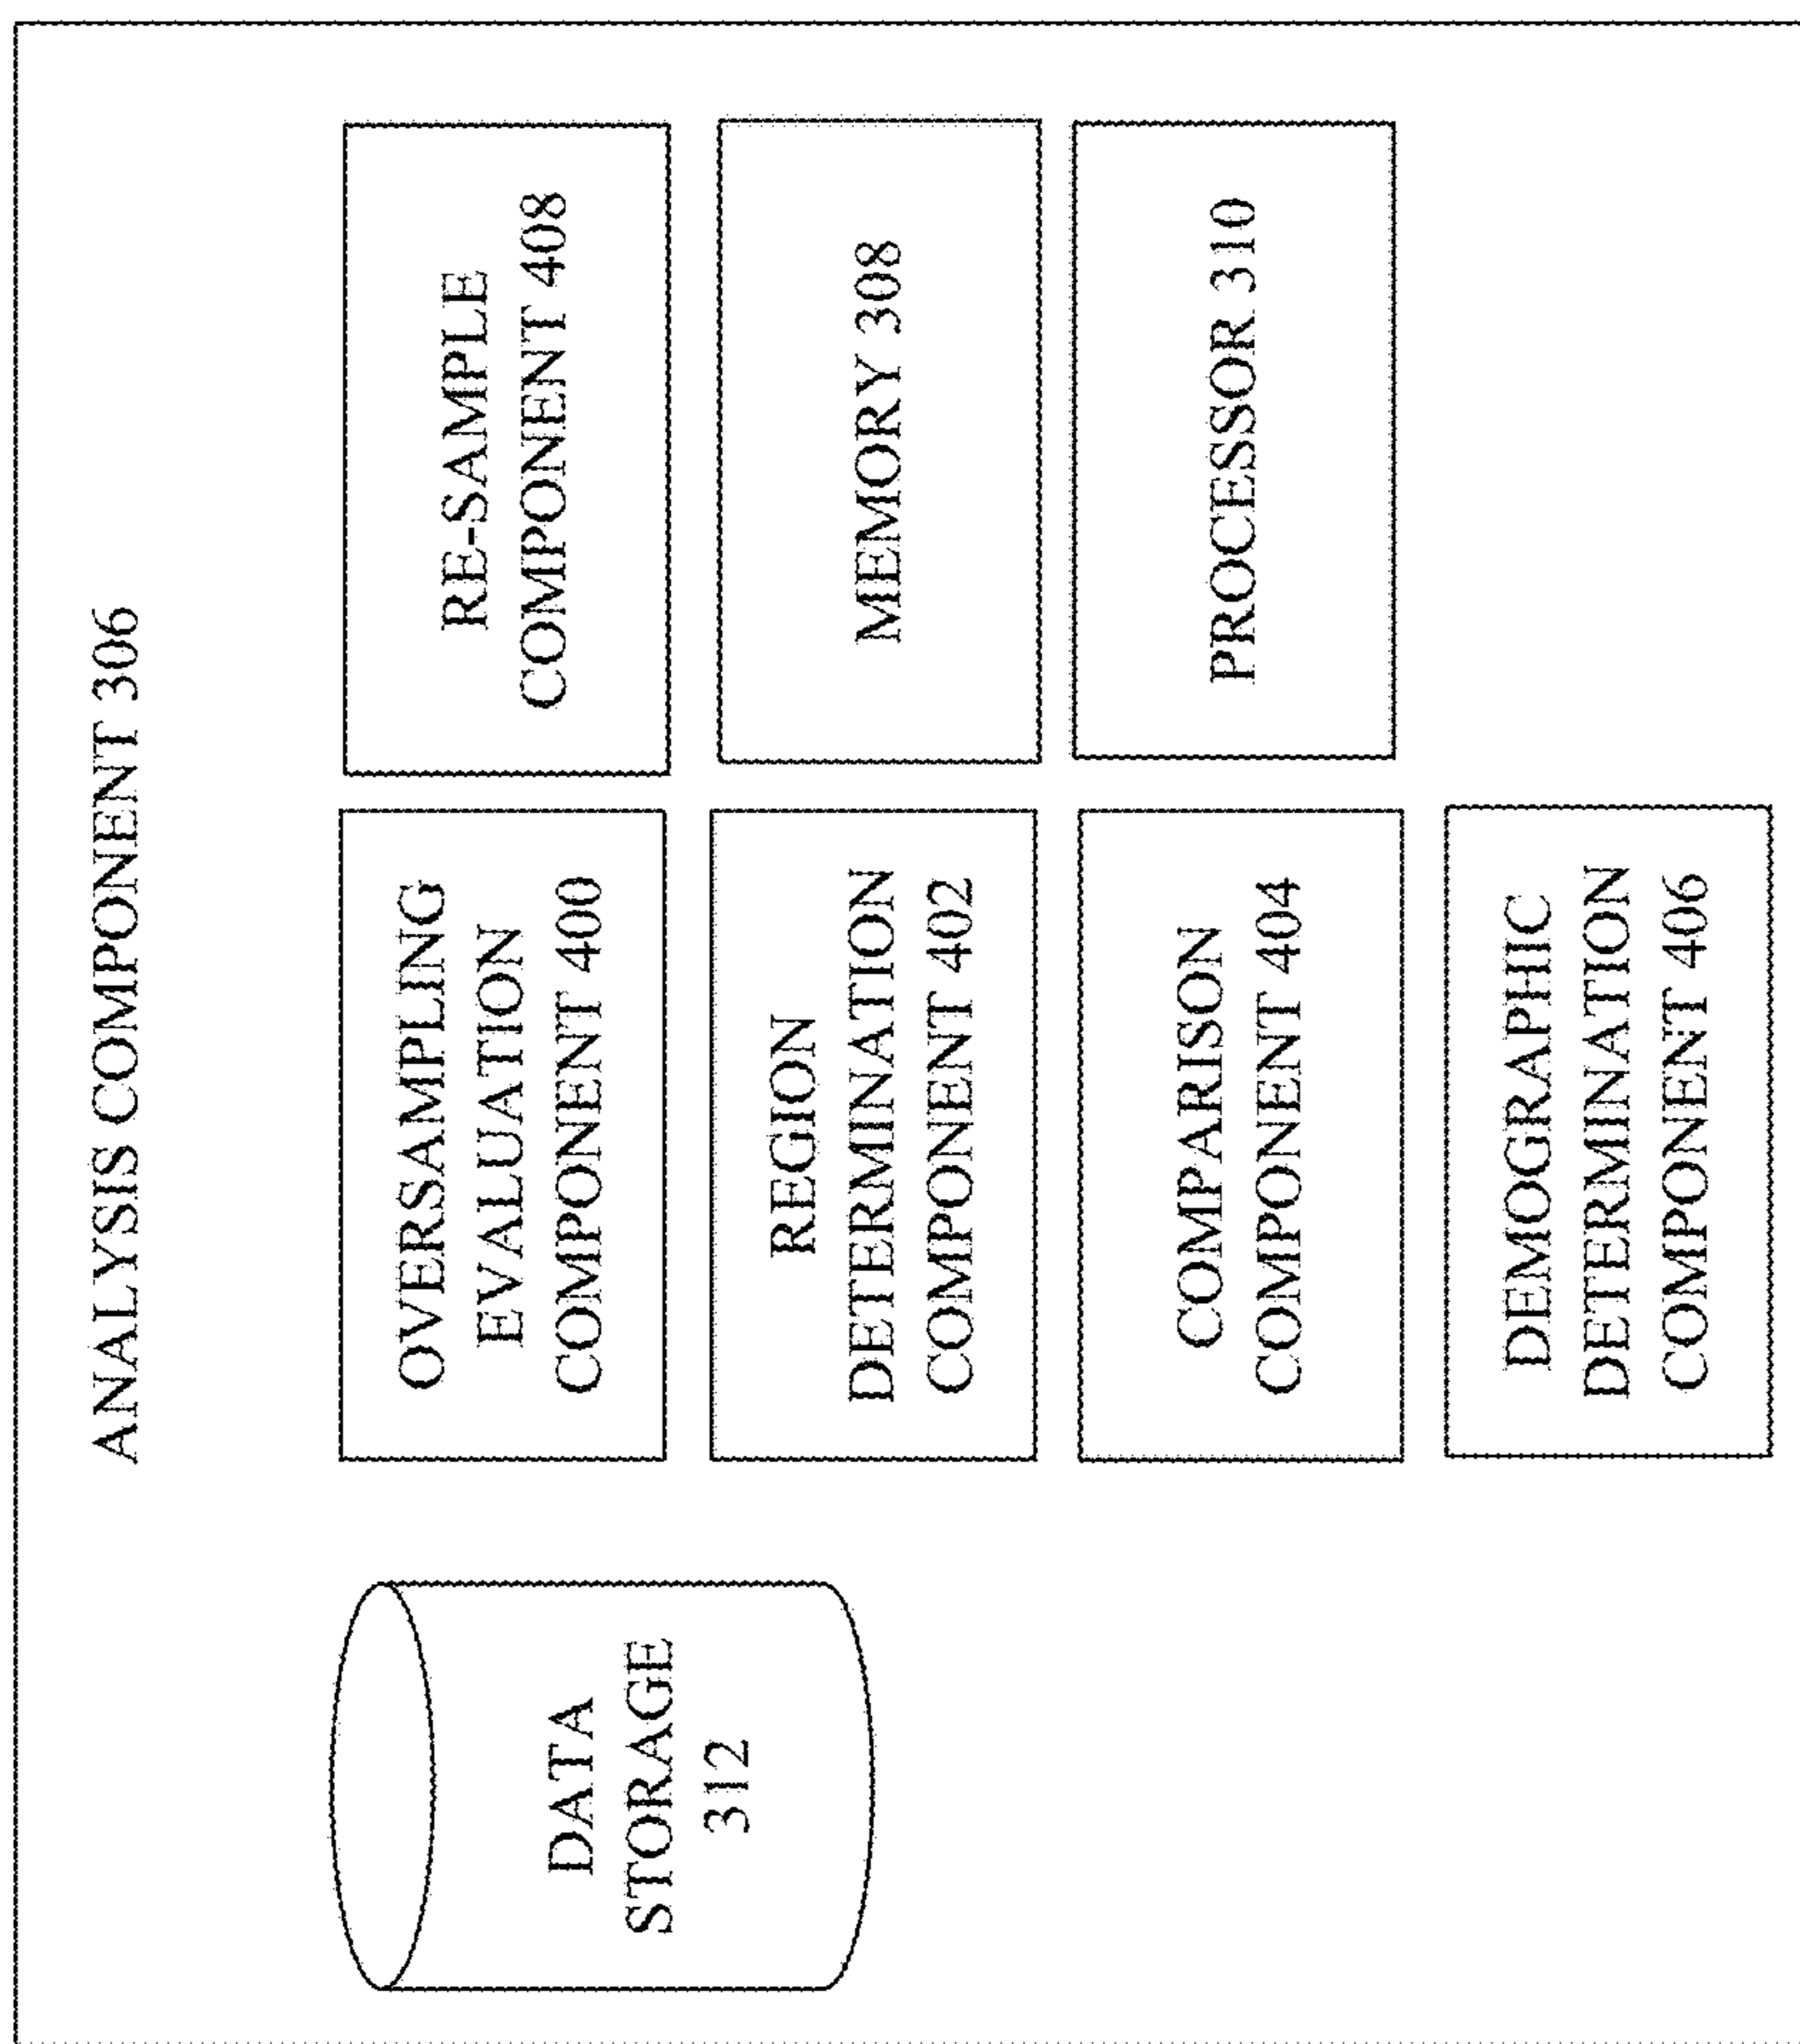 ANALYSIS COMPONENT 306
DATA
STORAGE
312
OVERSAMPLING
EVALUATION
COMPONENT 400
REGION
DETERMINATION
COMPONENT 402
COMPARISON
COMPONENT 404
DEMOGRAPHIC
DETERMINATION
COMPONENT 406
RE-SAMPLE
COMPONENT 408
MEMORY 308
PROCESSOR 310